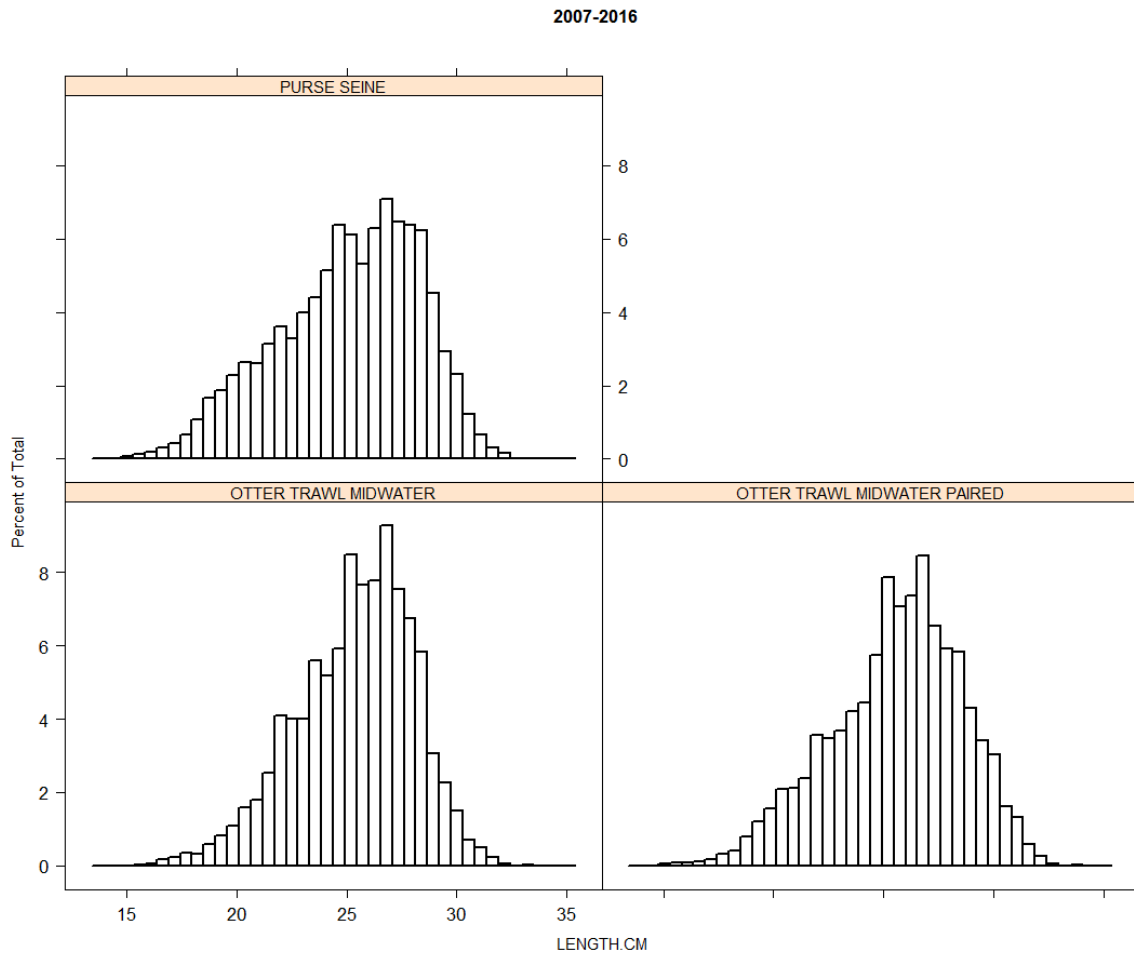 2007-2016
PURSE SEINE
8
6
4
2
0
Percent of Total
OTTER TRAWL MIDWATER
OTTER TRAWL MIDWATER PAIRED
8
6
4
2
0
15 20 25 30 35
LENGTH.CM